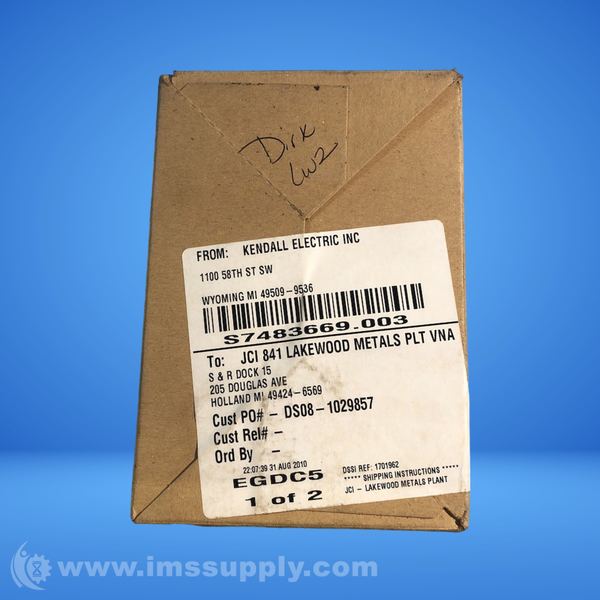 Dirk
LW2
FROM: KENDALL ELECTRIC INC
1100 58TH ST SW
WYOMING MI 49509-9536
S7483669.003
To: JCI 841 LAKEWOOD METALS PLT VNA
S & R DOCK 15
205 DOUGLAS AVE
HOLLAND MI 49424-6569
Cust PO# - DS08-1029857
Cust Rel# -
Ord By -
22:07:39 31 AUG 2010 DSSI REF: 1701962
EGDC5 ***** SHIPPING INSTRUCTIONS *****
1 of 2 JCI - LAKEWOOD METALS PLANT
www.imssupply.com